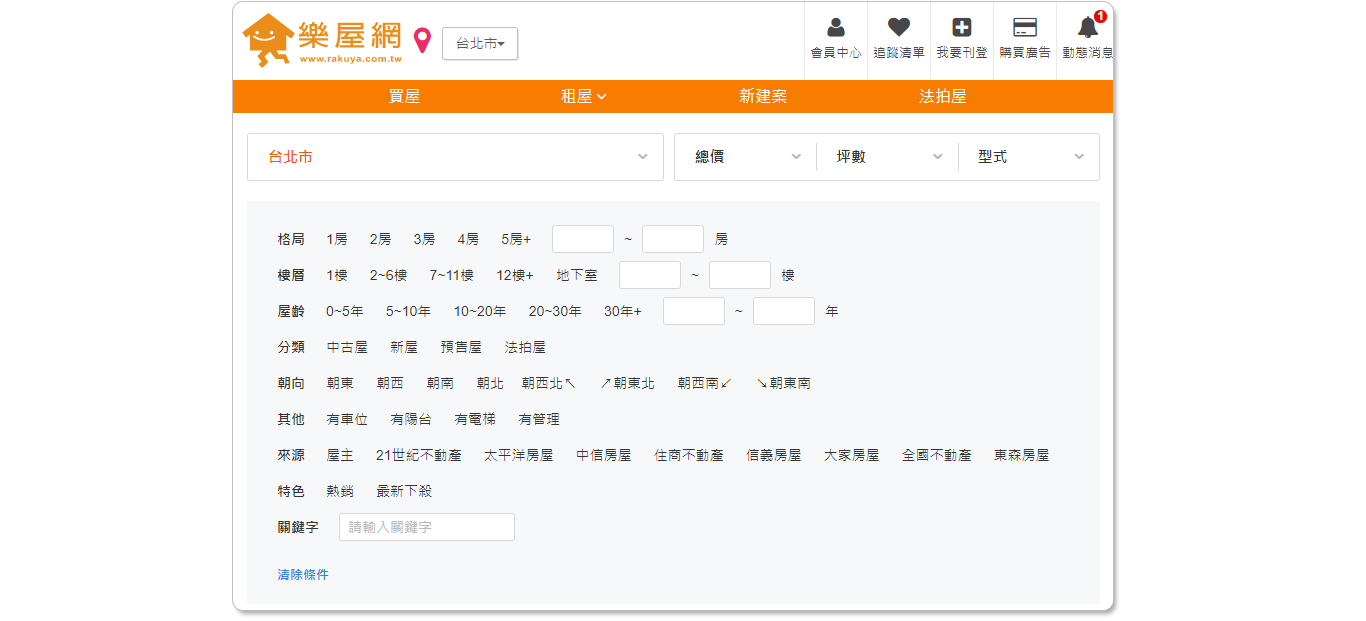 樂屋網
www.rakuya.com.tw
台北市
會員中心 追蹤清單 我要刊登 購買廣告 動態消息 1
買屋 租屋 新建案 法拍屋
台北市 總價 坪數 型式
格局 1房 2房 3房 4房 5房+ ~ 房
樓層 1樓 2~6樓 7~11樓 12樓+ 地下室 ~ 樓
屋齡 0~5年 5~10年 10~20年 20~30年 30年+ ~ 年
分類 中古屋 新屋 預售屋 法拍屋
朝向 朝東 朝西 朝南 朝北 朝西北↖ ↗朝東北 朝西南↙ ↘朝東南
其他 有車位 有陽台 有電梯 有管理
來源 屋主 21世紀不動產 太平洋房屋 中信房屋 住商不動產 信義房屋 大家房屋 全國不動產 東森房屋
特色 熱銷 最新下殺
關鍵字 請輸入關鍵字
清除條件